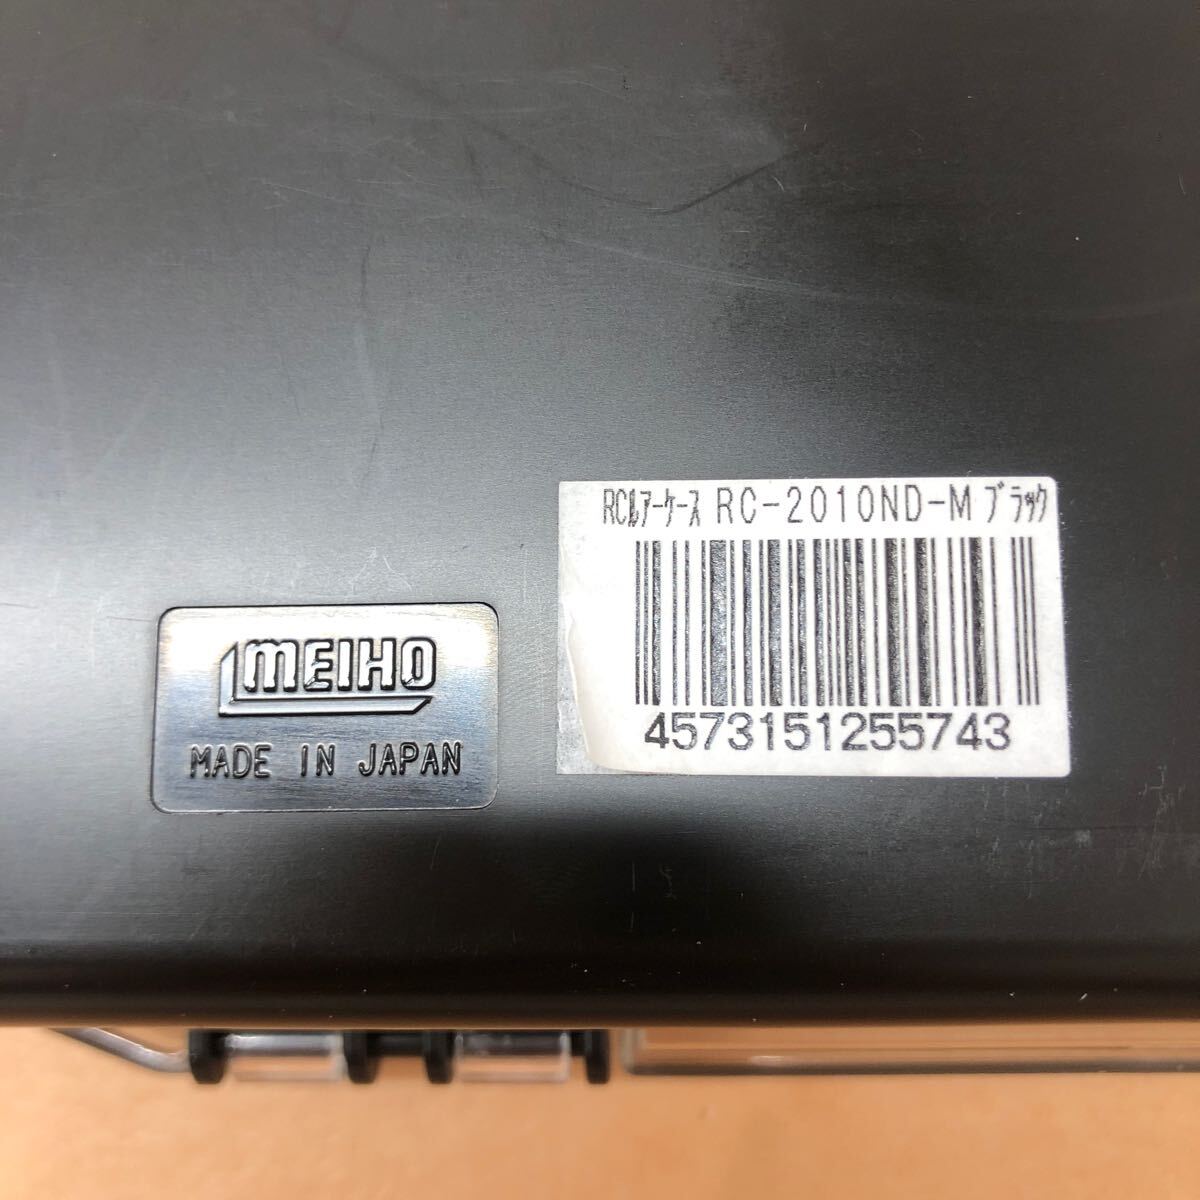 RCﾙｱｰｹｰｽ RC-2010ND-M ﾌﾞﾗｯｸ
4573151255743
MEIHO
MADE IN JAPAN